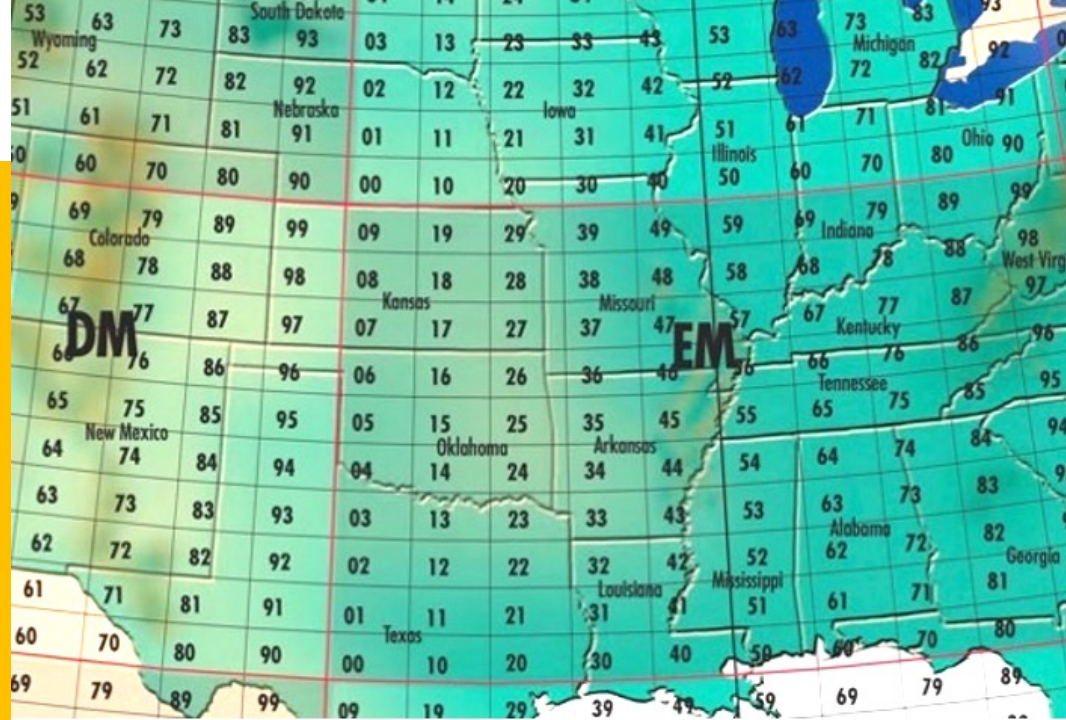 South Dakota
53 63 73 83 93 03 13 23 33 43 53 63 73 83 93
Wyoming Michigan
52 62 72 82 92 02 12 22 32 42 52 62 72 82 92
Nebraska Iowa
51 61 71 81 91 01 11 21 31 41 51 61 71 81 91
Illinois Ohio
60 70 80 90 00 10 20 30 40 50 60 70 80 90
69 79 89 99 09 19 29 39 49 59 69 79 89 99
Colorado Indiana
68 78 88 98 08 18 28 38 48 58 68 78 88 98
Kansas Missouri West Virg
67 77 87 97 07 17 27 37 47 57 67 77 87 97
DM EM Kentucky
66 76 86 96 06 16 26 36 46 56 66 76 86 96
Tennessee
65 75 85 95 05 15 25 35 45 55 65 75 85 95
New Mexico Oklahoma Arkansas
64 74 84 94 04 14 24 34 44 54 64 74 84 94
63 73 83 93 03 13 23 33 43 53 63 73 83
Alabama
62 72 82 92 02 12 22 32 42 52 62 72 82
Louisiana Mississippi Georgia
61 71 81 91 01 11 21 31 41 51 61 71 81
Texas
60 70 80 90 00 10 20 30 40 50 60 70 80
69 79 89 99 09 19 29 39 49 59 69 79 89